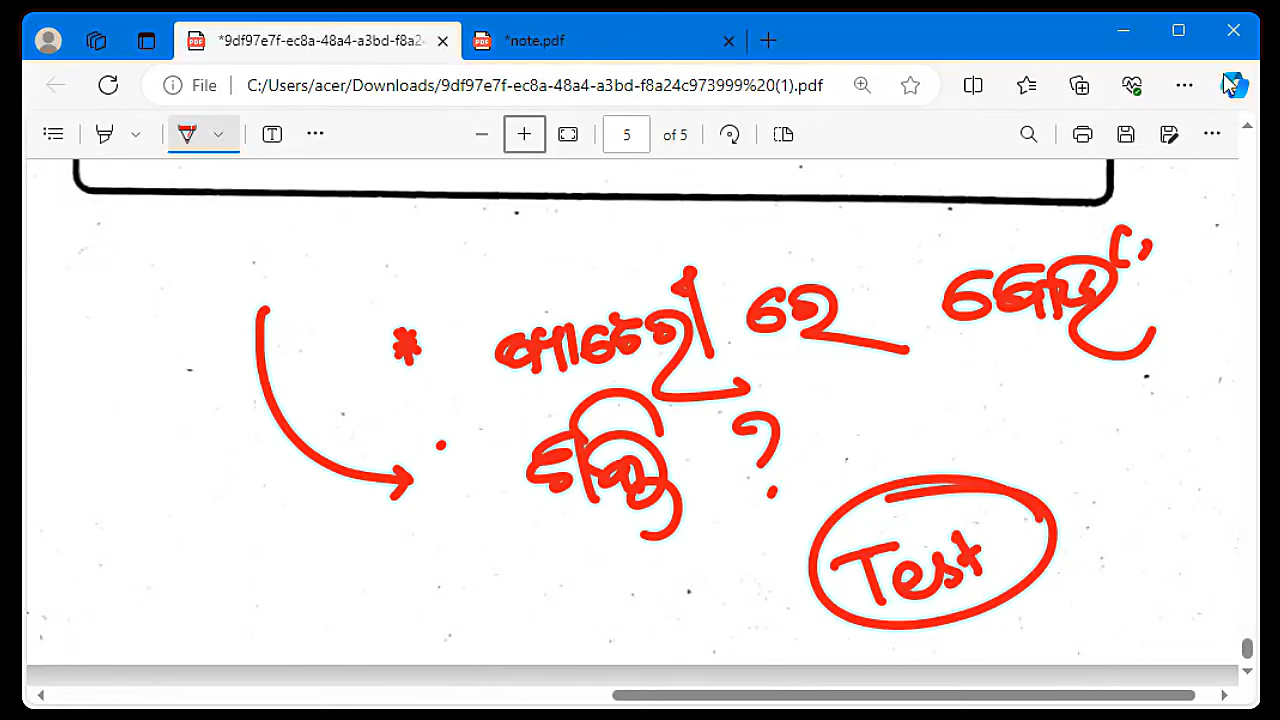 *9df97e7f-ec8a-48a4-a3bd-f8a24
*note.pdf
File C:/Users/acer/Downloads/9df97e7f-ec8a-48a4-a3bd-f8a24c973999%20(1).pdf
5 of 5
* ରେ
?
Test